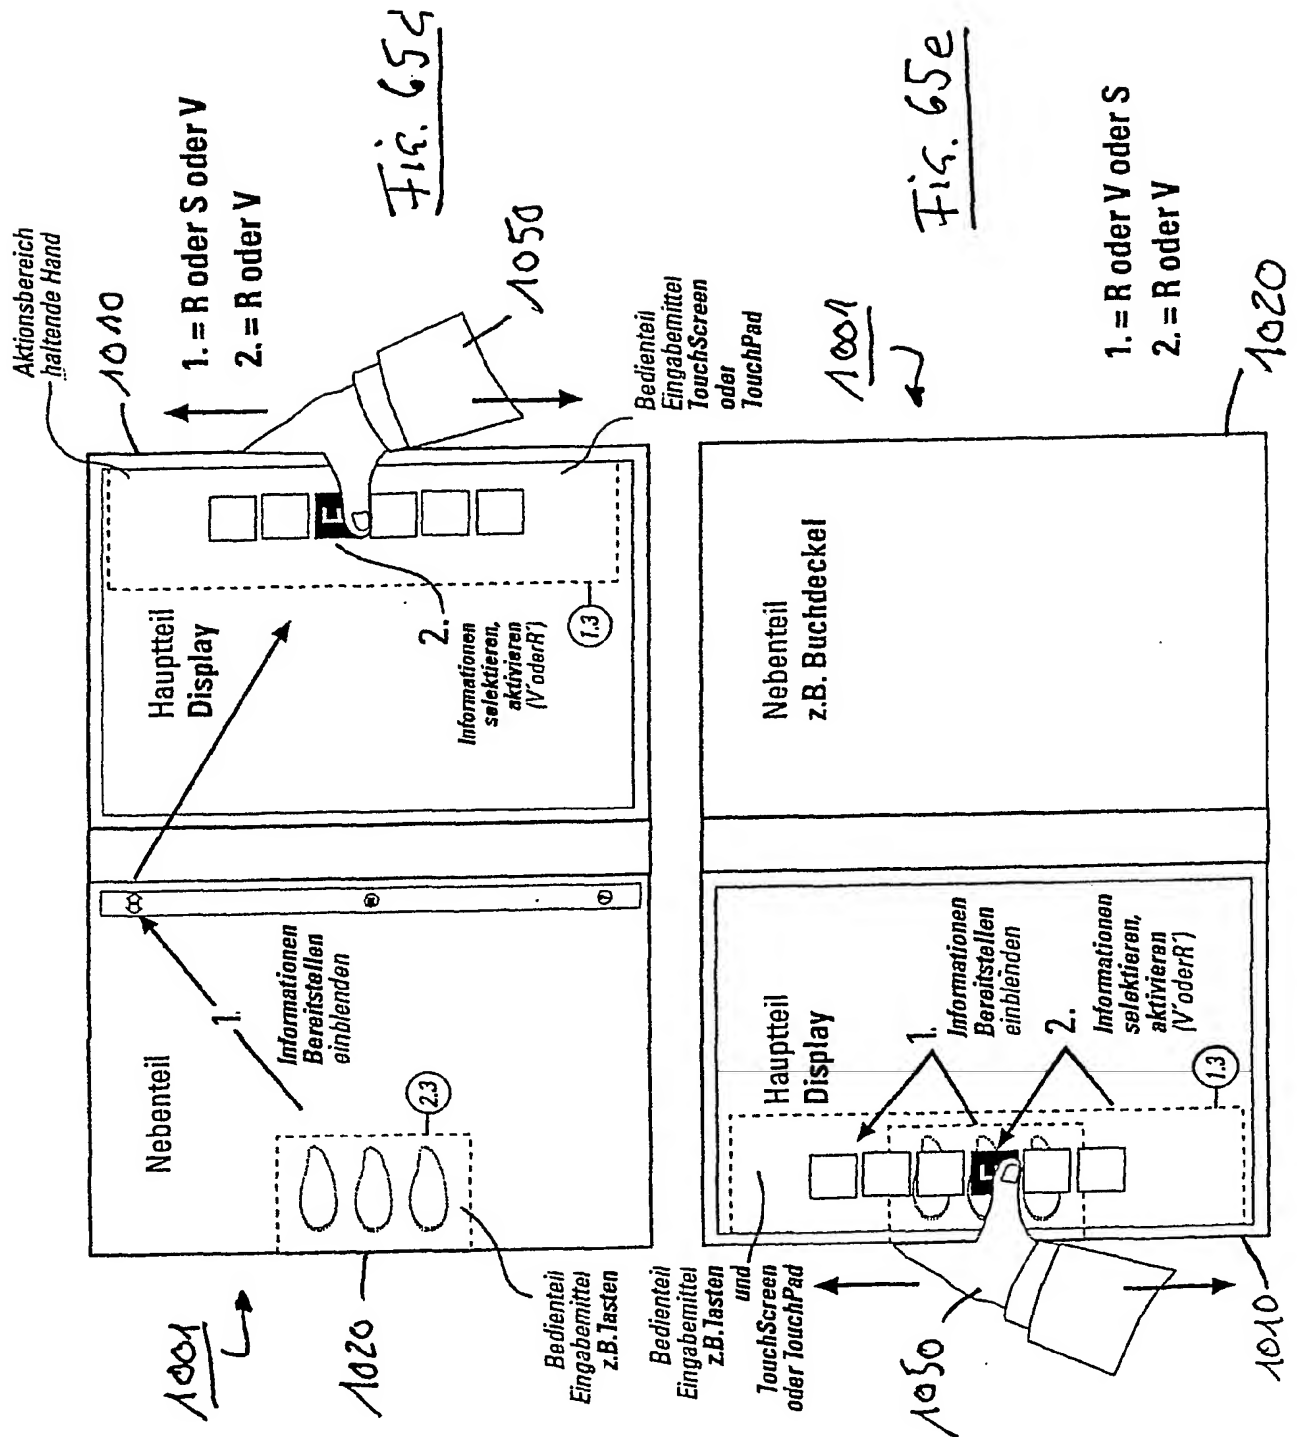 Aktionsbereich
haltende Hand
1010
1. = R oder S oder V
2. = R oder V
Fig. 65d
1050
Hauptteil
Display
2.
Informationen
selektieren,
aktivieren
(V'oderR')
1.3
Bedienteil
Eingabemittel
TouchScreen
oder
TouchPad
Nebenteil
1.
Informationen
Bereitstellen
einblenden
2.3
1001
1020
Bedienteil
Eingabemittel
z.B.Tasten
Fig. 65e
1001
1. = R oder V oder S
2. = R oder V
1020
Nebenteil
z.B. Buchdeckel
Hauptteil
Display
1.
Informationen
Bereitstellen
einblenden
2.
Informationen
selektieren,
aktivieren
(V'oderR')
1.3
Bedienteil
Eingabemittel
z.B.Tasten
und
TouchScreen
oder TouchPad
1050
1010